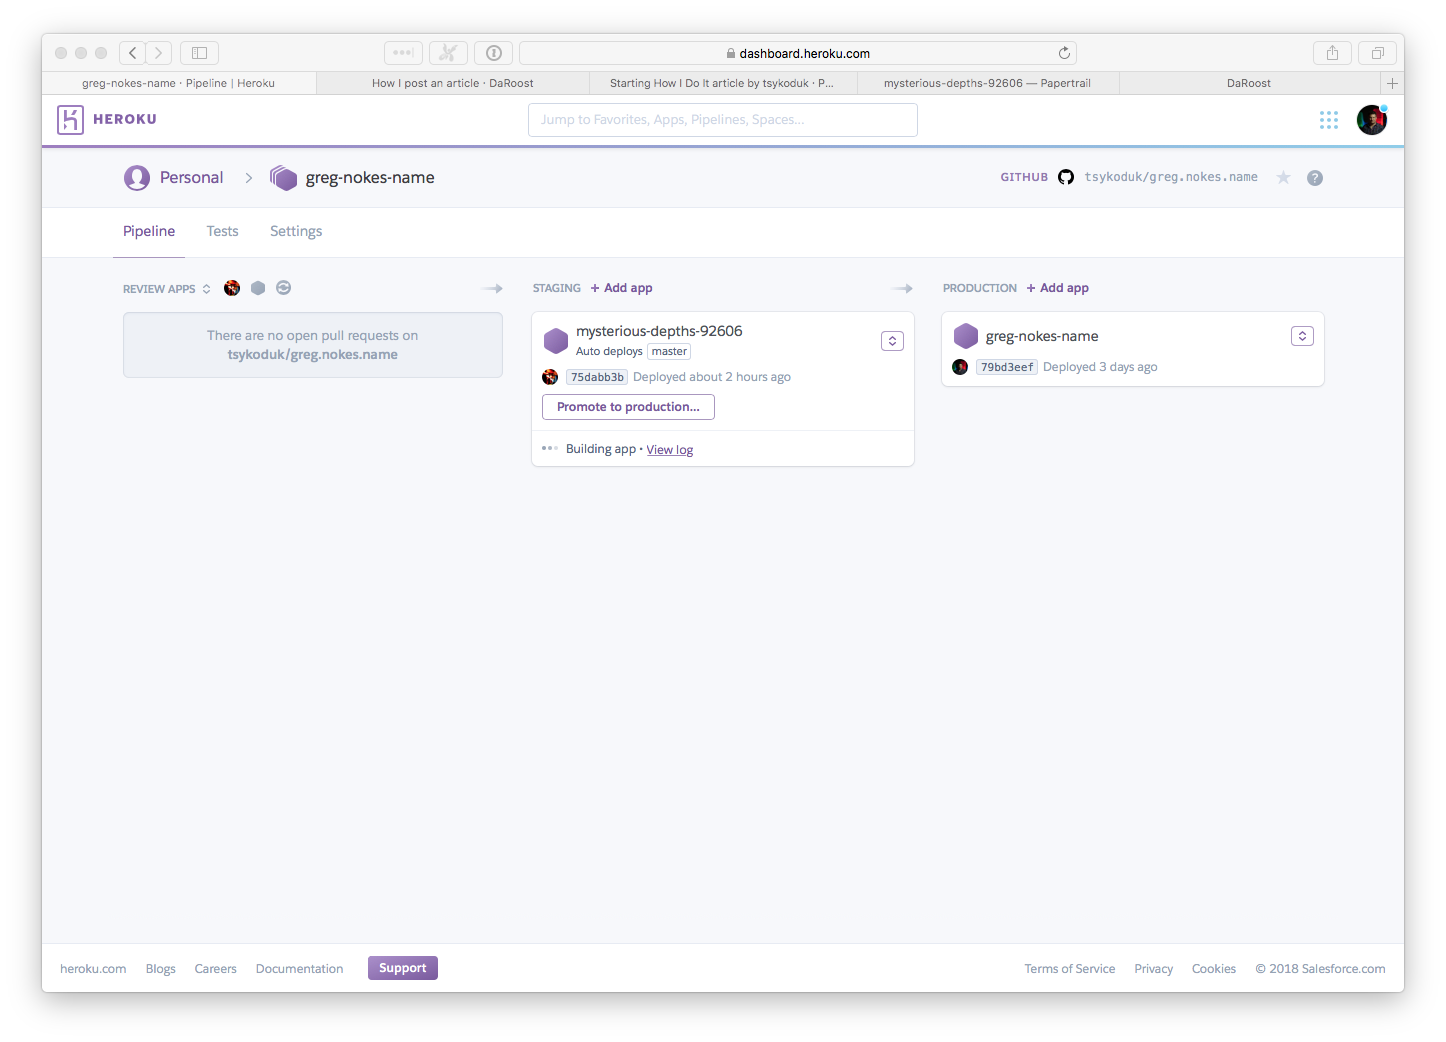 dashboard.heroku.com
greg-nokes-name · Pipeline | Heroku
How I post an article · DaRoost
Starting How I Do It article by tsykoduk · P...
mysterious-depths-92606 — Papertrail
DaRoost
HEROKU
Jump to Favorites, Apps, Pipelines, Spaces...
Personal > greg-nokes-name
GITHUB tsykoduk/greg.nokes.name
Pipeline Tests Settings
REVIEW APPS
There are no open pull requests on
tsykoduk/greg.nokes.name
STAGING + Add app
mysterious-depths-92606
Auto deploys master
75dabb3b Deployed about 2 hours ago
Promote to production...
Building app • View log
PRODUCTION + Add app
greg-nokes-name
79bd3eef Deployed 3 days ago
heroku.com Blogs Careers Documentation Support
Terms of Service Privacy Cookies © 2018 Salesforce.com